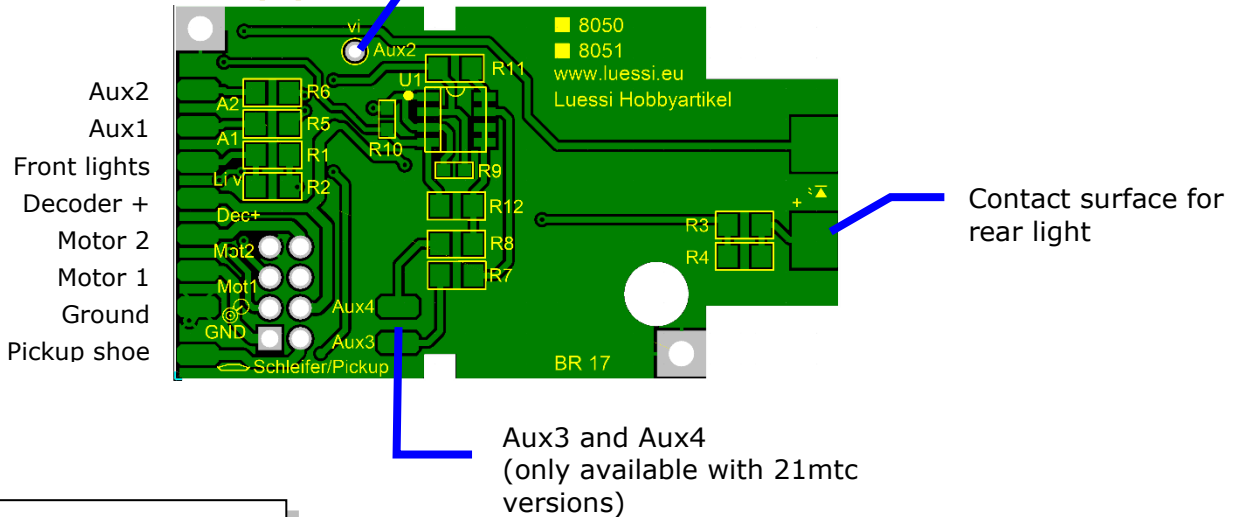 vi
Aux2
8050
8051
www.luessi.eu
Luessi Hobbyartikel
R11
U1
R6
A2
R5
A1
R10
R1
R9
Li v
R2
Dec+
R12
Mot2
R8
R7
Mot1
Aux4
GND
Aux3
Schleifer/Pickup
BR 17
+
R3
R4
Aux2
Aux1
Front lights
Decoder +
Motor 2
Motor 1
Ground
Pickup shoe
Contact surface for
rear light
Aux3 and Aux4
(only available with 21mtc
versions)